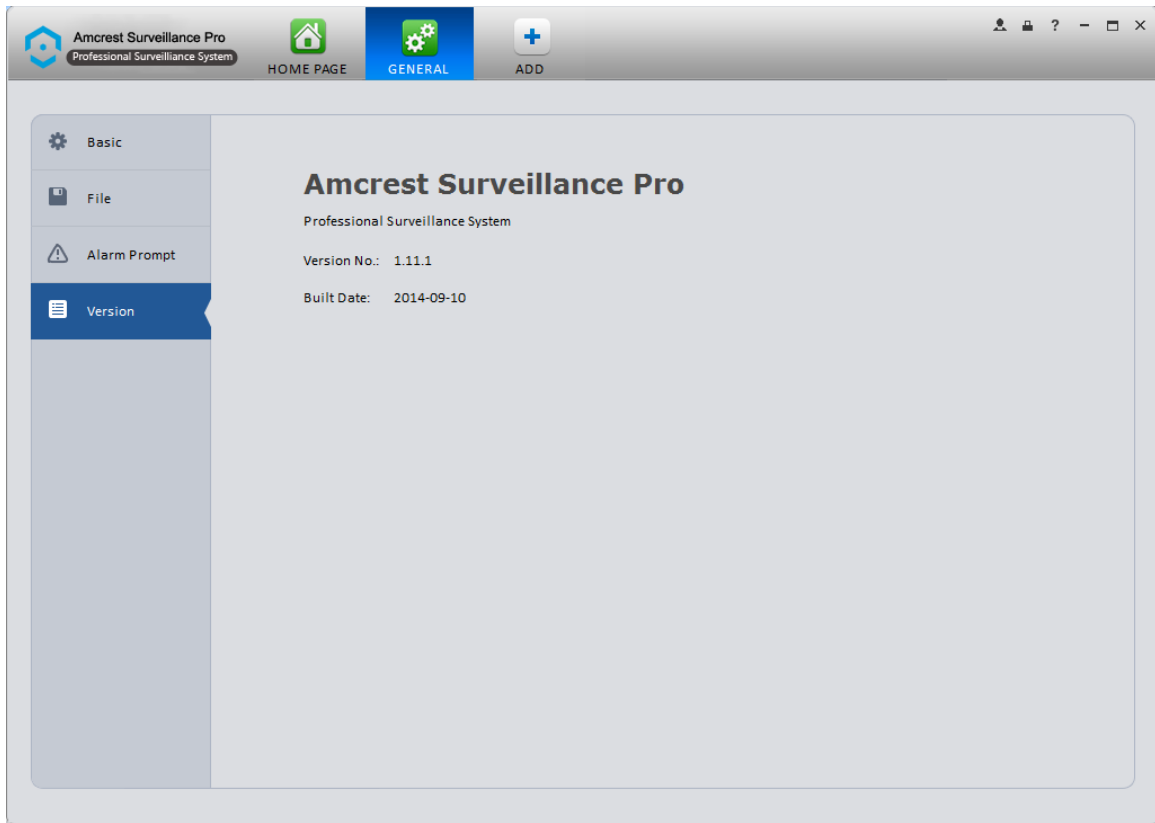 Amcrest Surveillance Pro
Professional Surveillance System
HOME PAGE
GENERAL
ADD
?
Basic
File
Alarm Prompt
Version
Amcrest Surveillance Pro
Professional Surveillance System
Version No.: 1.11.1
Built Date: 2014-09-10